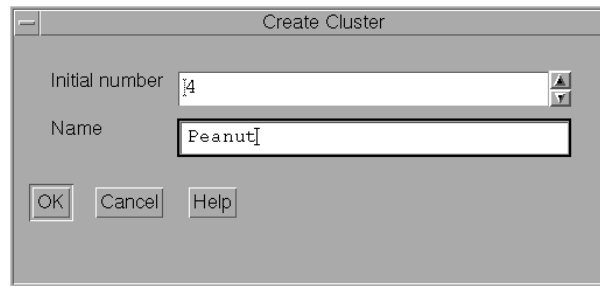 Create Cluster
Initial number 4
Name Peanut
OK Cancel Help